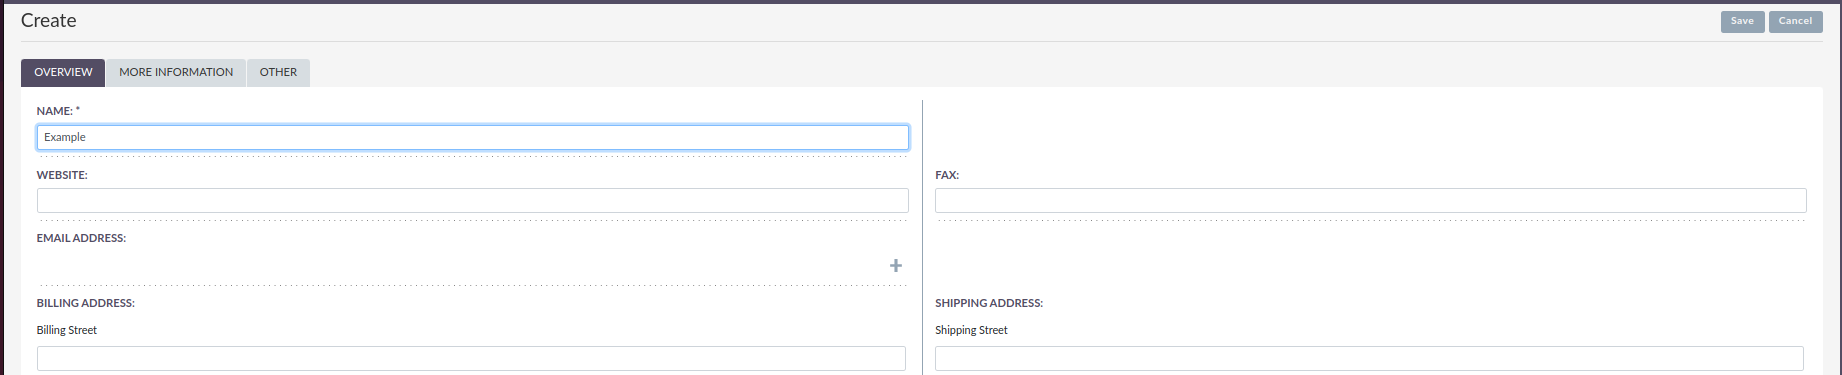 Create
Save Cancel
OVERVIEW MORE INFORMATION OTHER
NAME: *
Example
WEBSITE: FAX:
EMAIL ADDRESS:
BILLING ADDRESS: SHIPPING ADDRESS:
Billing Street Shipping Street